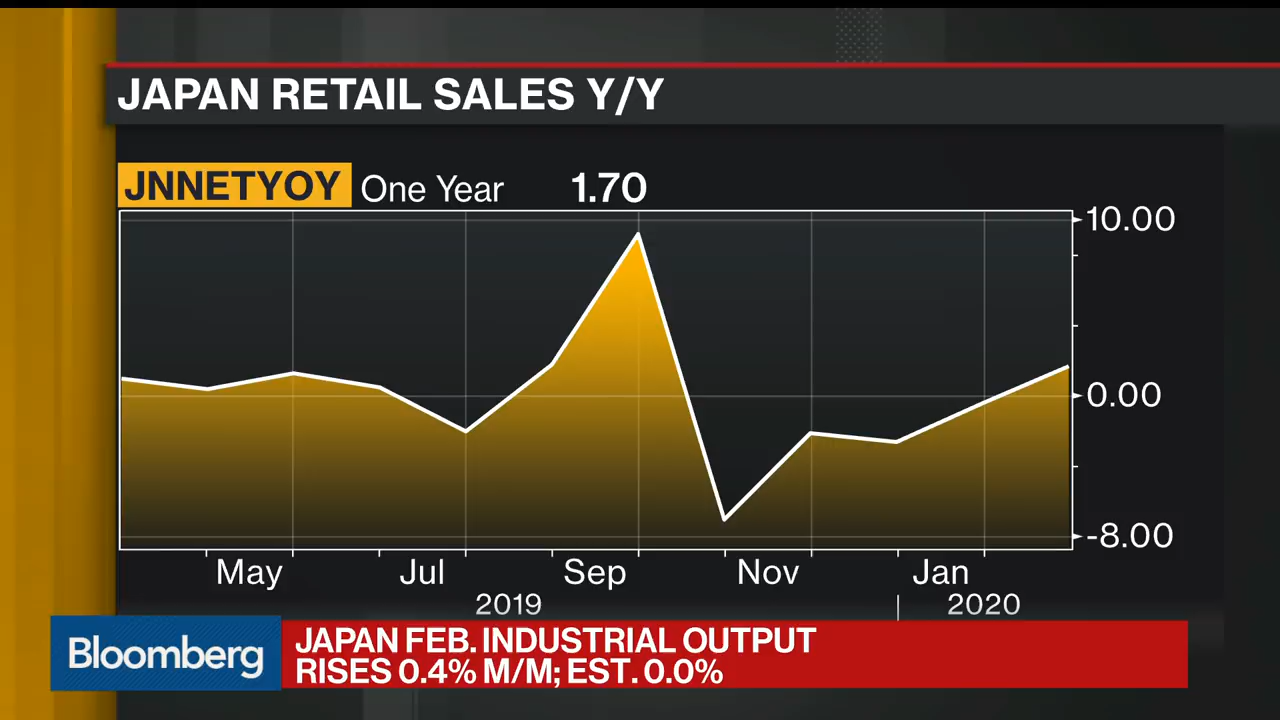 JAPAN RETAIL SALES Y/Y
JNNETYOY One Year 1.70
10.00
0.00
-8.00
May Jul Sep Nov Jan
2019 2020
Bloomberg
JAPAN FEB. INDUSTRIAL OUTPUT
RISES 0.4% M/M; EST. 0.0%